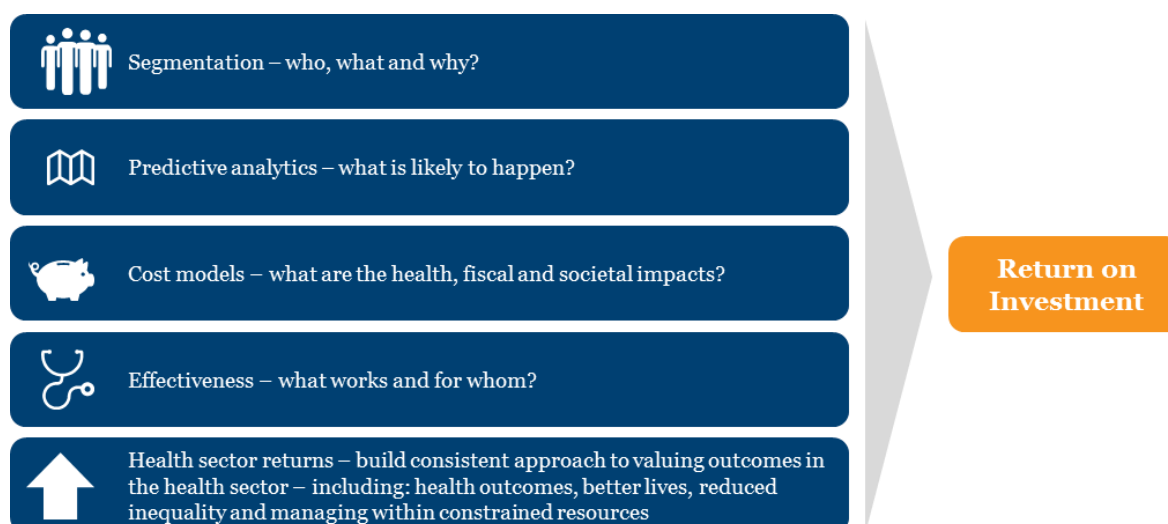 Segmentation – who, what and why?
Predictive analytics – what is likely to happen?
Cost models – what are the health, fiscal and societal impacts?
Effectiveness – what works and for whom?
Health sector returns – build consistent approach to valuing outcomes in
the health sector – including: health outcomes, better lives, reduced
inequality and managing within constrained resources
Return on
Investment